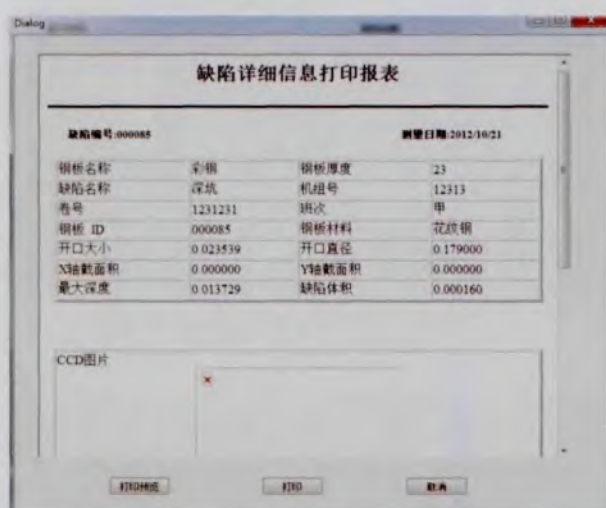 Dialog
缺陷详细信息打印报表
缺陷编号:000085 测量日期:2012/10/21
钢板名称 彩钢 钢板厚度 23
缺陷名称 深坑 机组号 12313
卷号 1231231 班次 甲
钢板 ID 000085 钢板材料 花纹钢
开口大小 0.023539 开口直径 0.179000
X轴截面积 0.000000 Y轴截面积 0.000000
最大深度 0.013729 缺陷体积 0.000160
CCD图片
打印预览 打印 取消